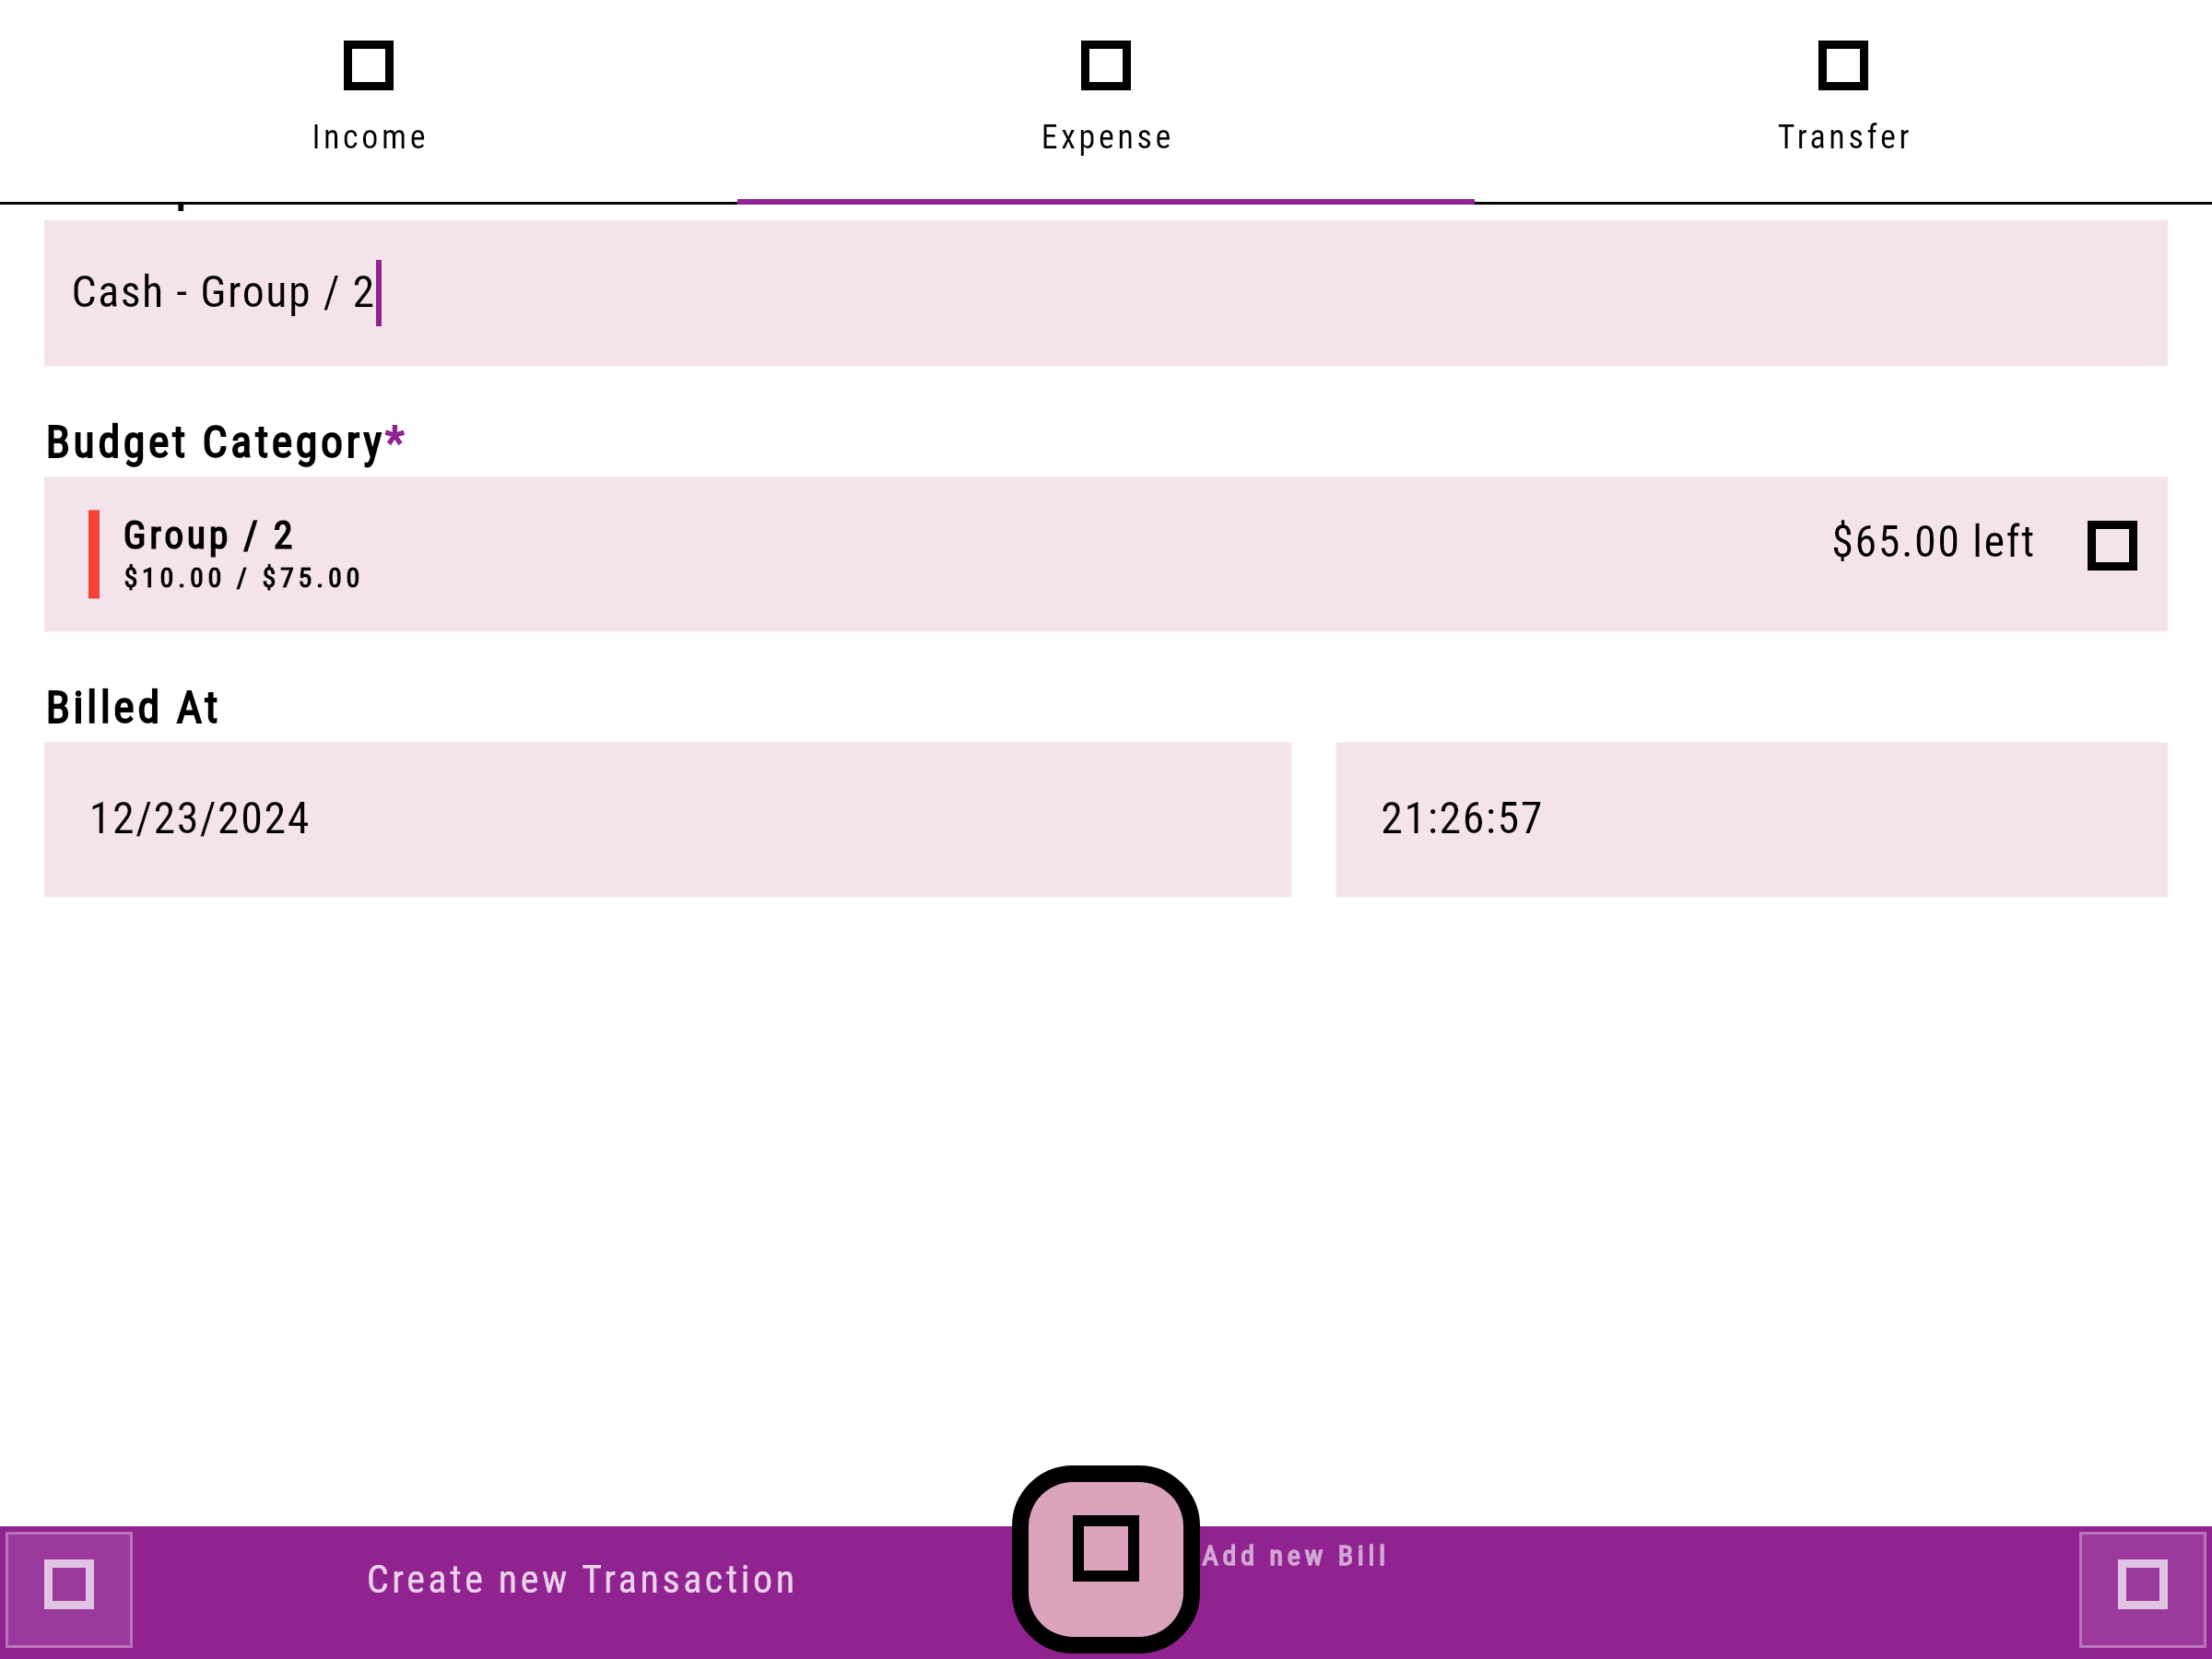 Income
Expense
Transfer
Cash - Group / 2
Budget Category*
Group / 2
$10.00 / $75.00
$65.00 left
Billed At
12/23/2024
21:26:57
Create new Transaction
Add new Bill